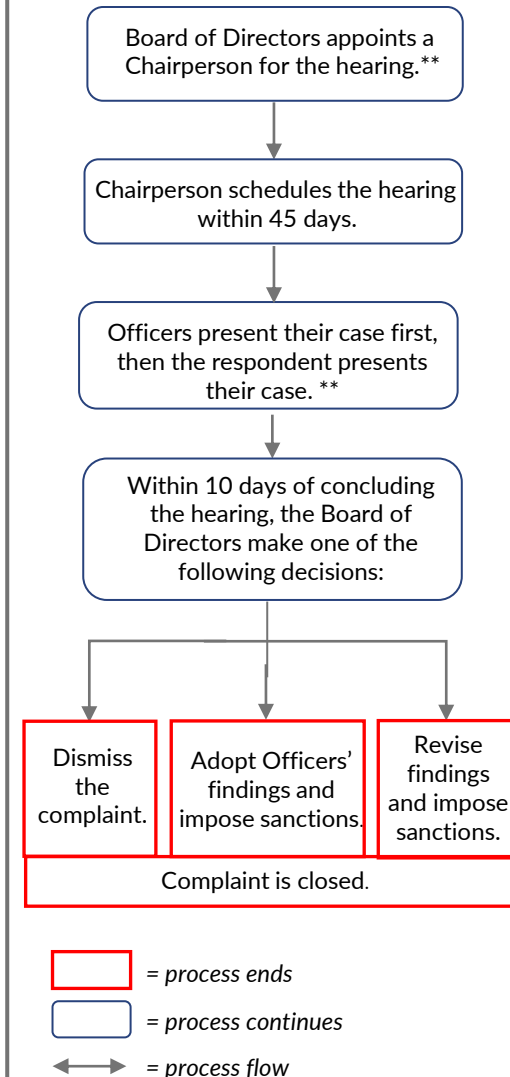 Board of Directors appoints a
Chairperson for the hearing.**
Chairperson schedules the hearing
within 45 days.
Officers present their case first,
then the respondent presents
their case. **
Within 10 days of concluding
the hearing, the Board of
Directors make one of the
following decisions:
Dismiss
the
complaint.
Adopt Officers’
findings and
impose sanctions.
Revise
findings
and impose
sanctions.
Complaint is closed.
= process ends
= process continues
= process flow